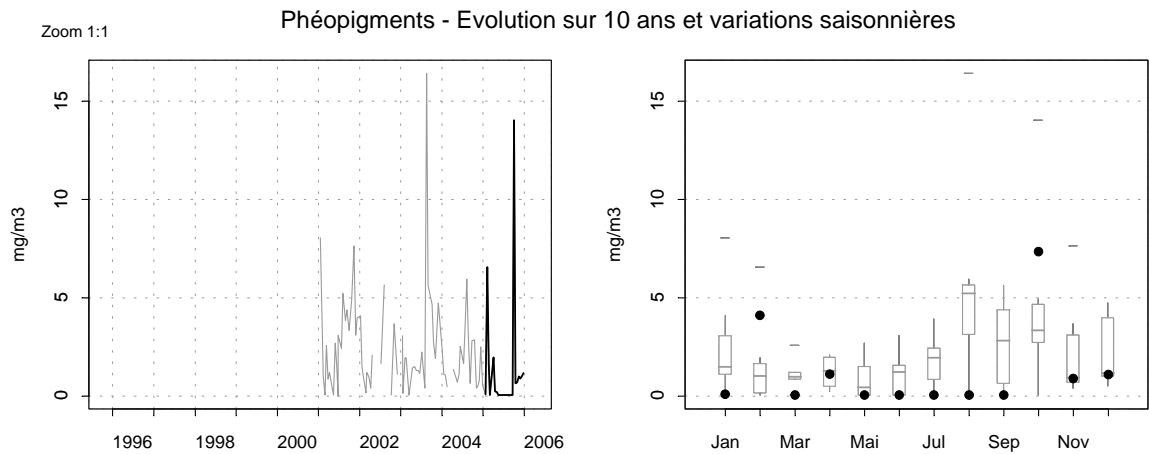 Phéopigments - Evolution sur 10 ans et variations saisonnières
Zoom 1:1
mg/m3
15
10
5
0
1996 1998 2000 2002 2004 2006
mg/m3
15
10
5
0
Jan Mar Mai Jul Sep Nov